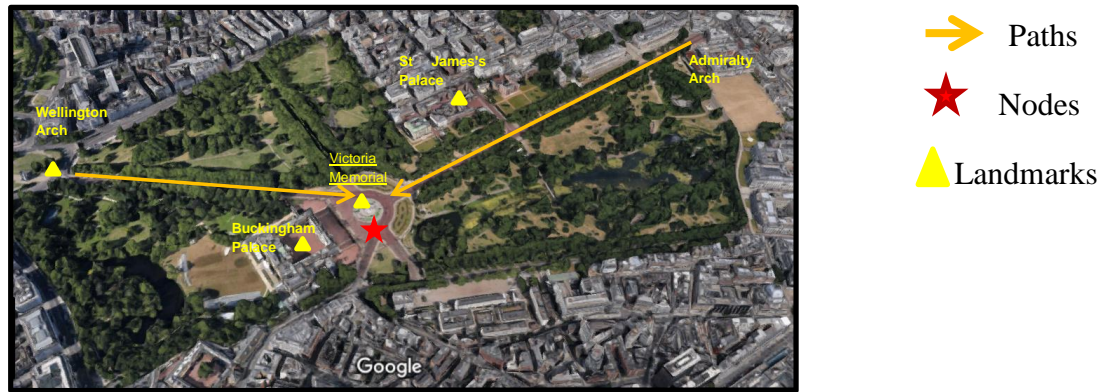 St James's
Palace
Admiralty
Arch
Wellington
Arch
Victoria
Memorial
Buckingham
Palace
Google
Paths
Nodes
Landmarks